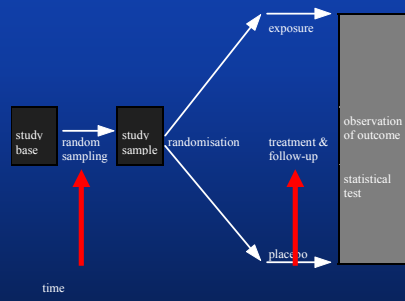 exposure
study
base
random
sampling
study
sample
randomisation
treatment &
follow-up
observation
of outcome
statistical
test
placebo
time